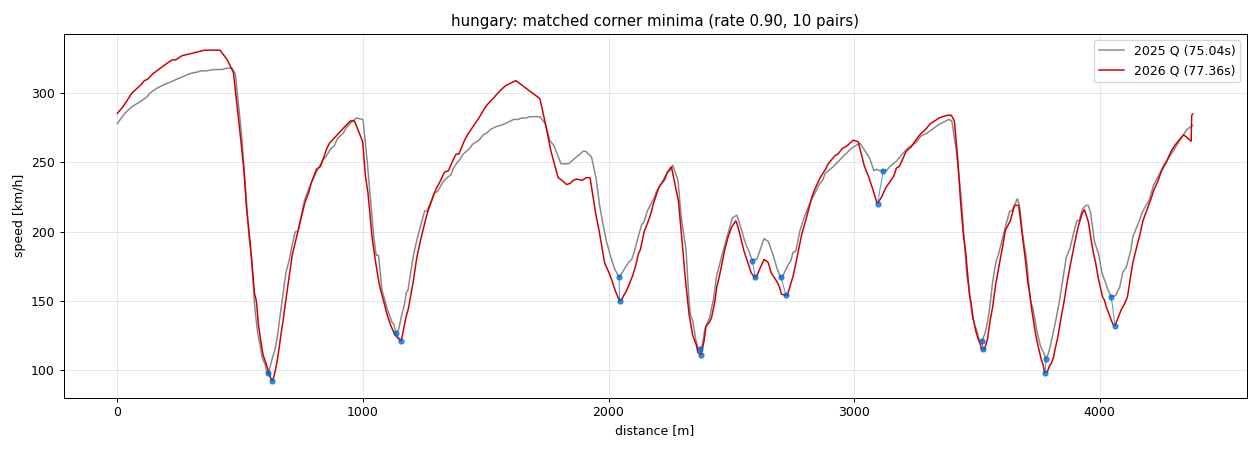 hungary: matched corner minima (rate 0.90, 10 pairs)
2025 Q (75.04s)
2026 Q (77.36s)
speed [km/h]
300
250
200
150
100
0
1000
2000
3000
4000
distance [m]